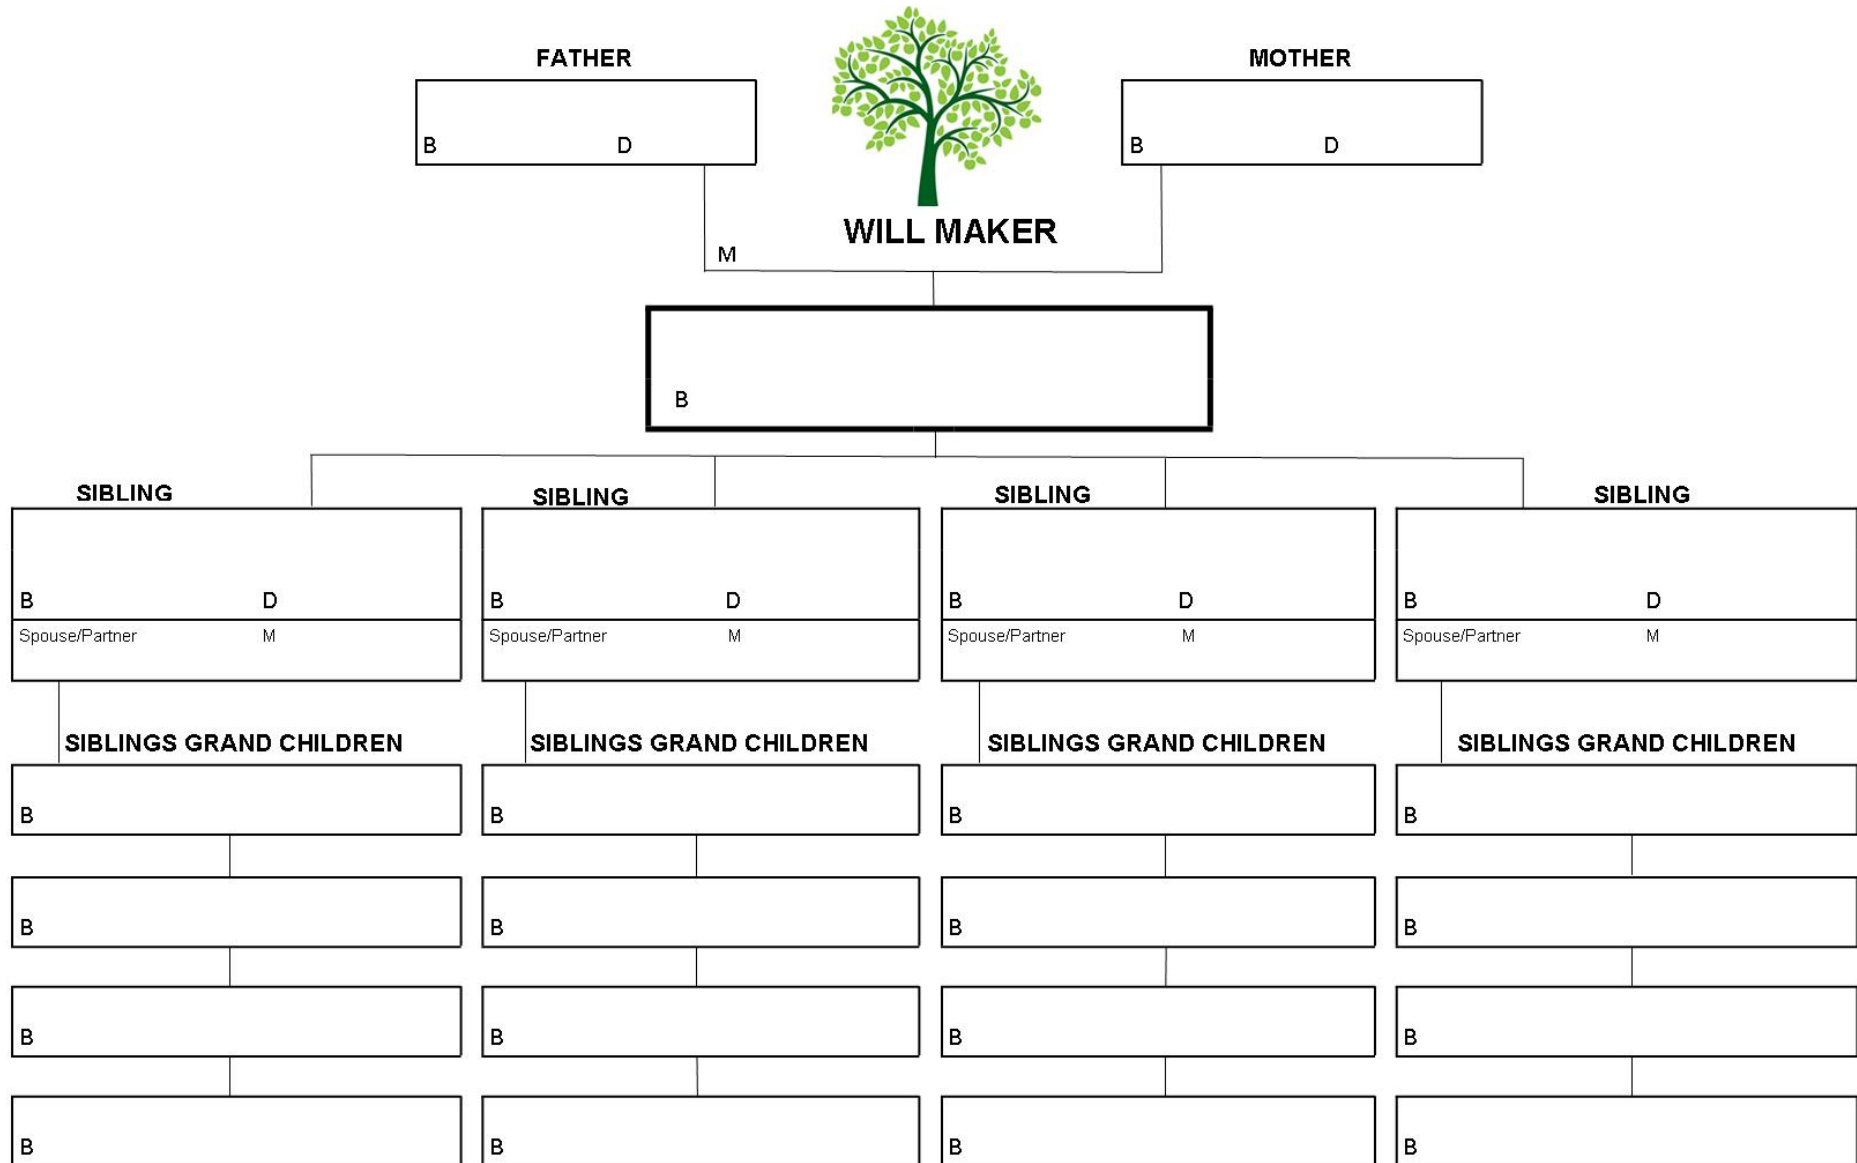 FATHER MOTHER
B D B D
WILL MAKER
M
B
SIBLING SIBLING SIBLING SIBLING
B D B D B D B D
Spouse/Partner M Spouse/Partner M Spouse/Partner M Spouse/Partner M
SIBLINGS GRAND CHILDREN SIBLINGS GRAND CHILDREN SIBLINGS GRAND CHILDREN SIBLINGS GRAND CHILDREN
B B B B
B B B B
B B B B
B B B B